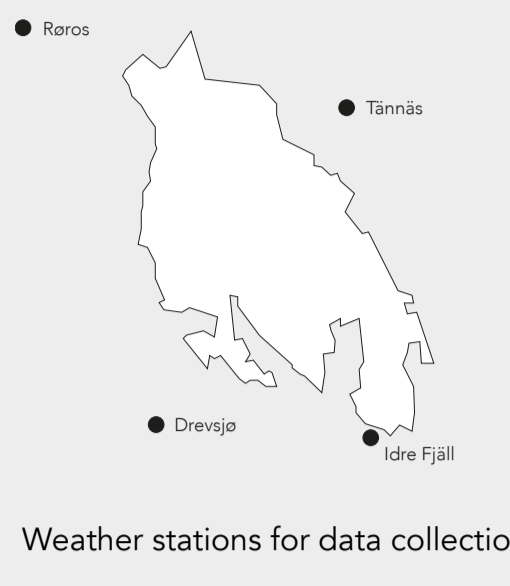 Røros
Tännäs
Drevsjø
Idre Fjäll
Weather stations for data collectio